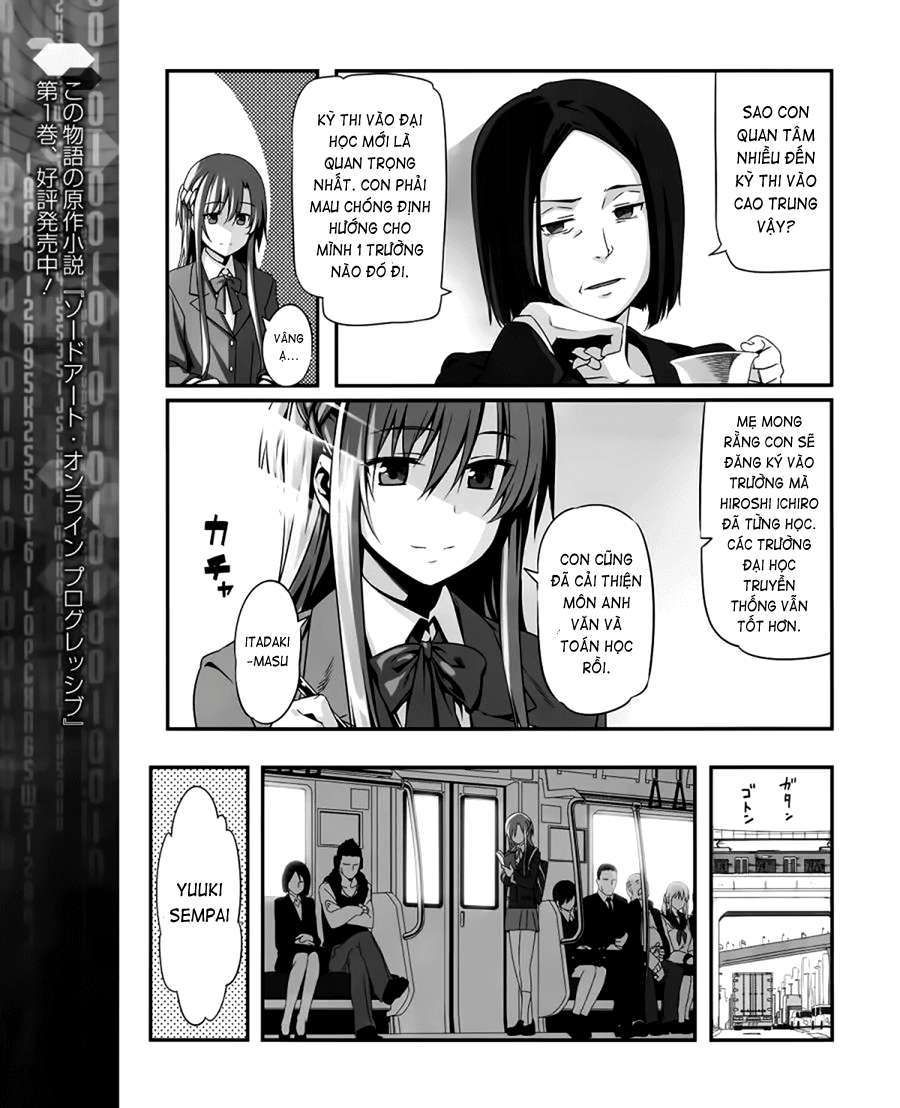 この物語の原作小説『ソードアート・オンライン プログレッシブ』
第1巻、好評発売中！
SAO CON
QUAN TÂM
NHIỀU ĐẾN
KỲ THI VÀO
CAO TRUNG
VẬY?
KỲ THI VÀO ĐẠI
HỌC MỚI LÀ
QUAN TRỌNG
NHẤT. CON PHẢI
MAU CHÓNG ĐỊNH
HƯỚNG CHO
MÌNH 1 TRƯỜNG
NÀO ĐÓ ĐI.
VÂNG
Ạ...
MẸ MONG
RẰNG CON SẼ
ĐĂNG KÝ VÀO
TRƯỜNG MÀ
HIROSHI ICHIRO
ĐÃ TỪNG HỌC.
CÁC TRƯỜNG
ĐẠI HỌC
TRUYỀN
THỐNG VẪN
TỐT HƠN.
CON CŨNG
ĐÃ CẢI THIỆN
MÔN ANH
VĂN VÀ
TOÁN HỌC
RỒI.
カチャ
ITADAKI
-MASU
ガタン
ゴトン
YUUKI
SEMPAI